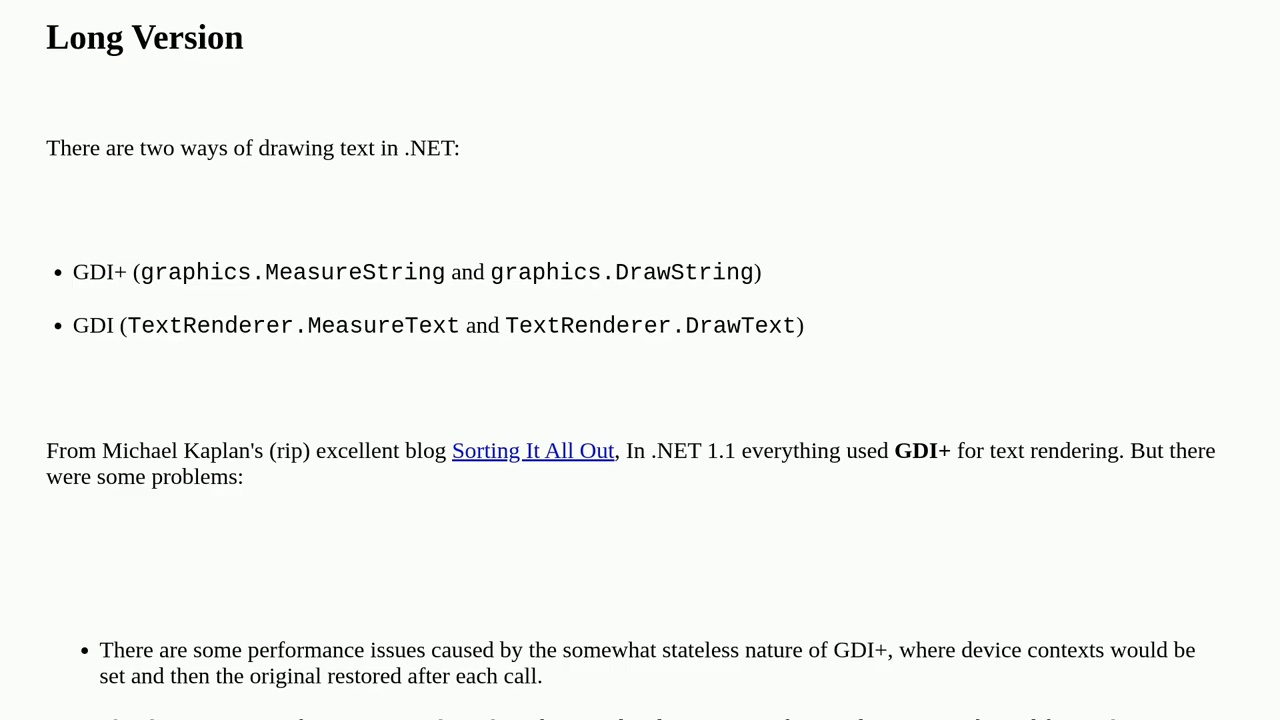 Long Version
There are two ways of drawing text in .NET:
• GDI+ (graphics.MeasureString and graphics.DrawString)
• GDI (TextRenderer.MeasureText and TextRenderer.DrawText)
From Michael Kaplan's (rip) excellent blog Sorting It All Out, In .NET 1.1 everything used GDI+ for text rendering. But there
were some problems:
• There are some performance issues caused by the somewhat stateless nature of GDI+, where device contexts would be
set and then the original restored after each call.